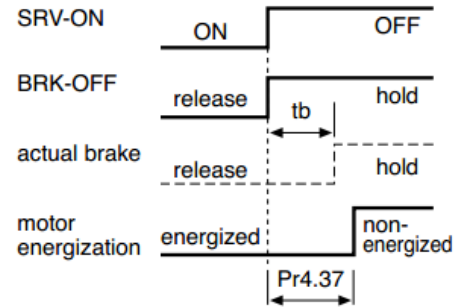 SRV-ON ON OFF
BRK-OFF release hold
tb
actual brake release hold
motor
energization energized non-
energized
Pr4.37